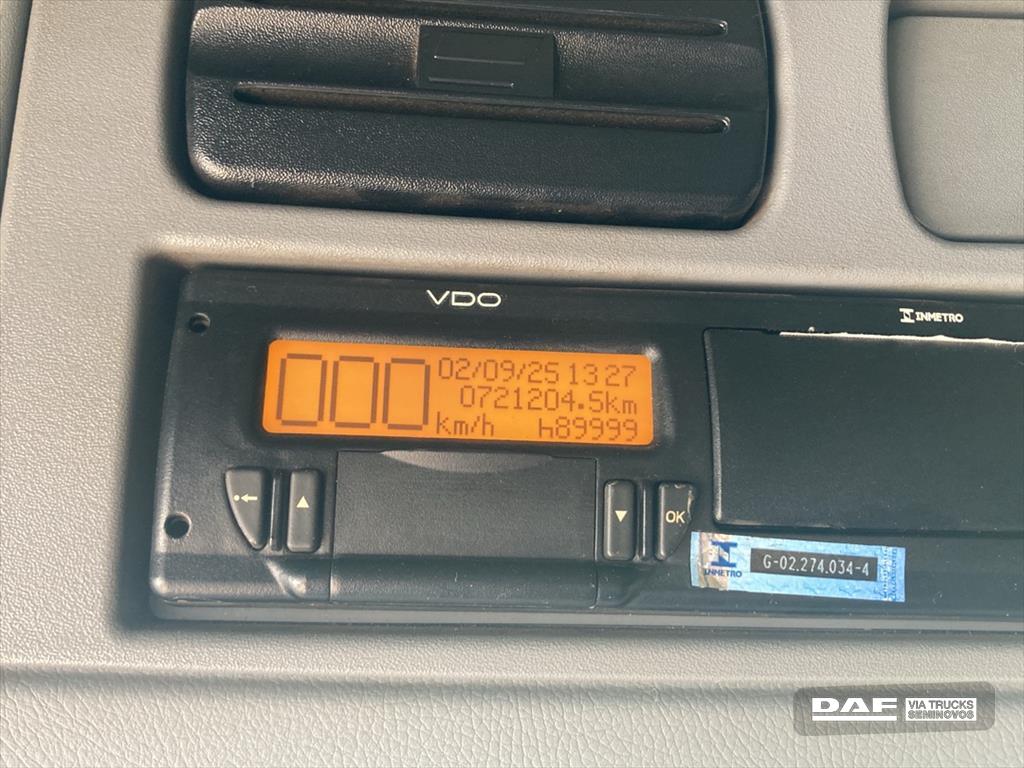 VDO
INMETRO
000
02/09/25 13 27
0721204.5km
km/h h89999
OK
INMETRO
G-02.274.034-4
DAF
VIA TRUCKS
SEMINOVOS